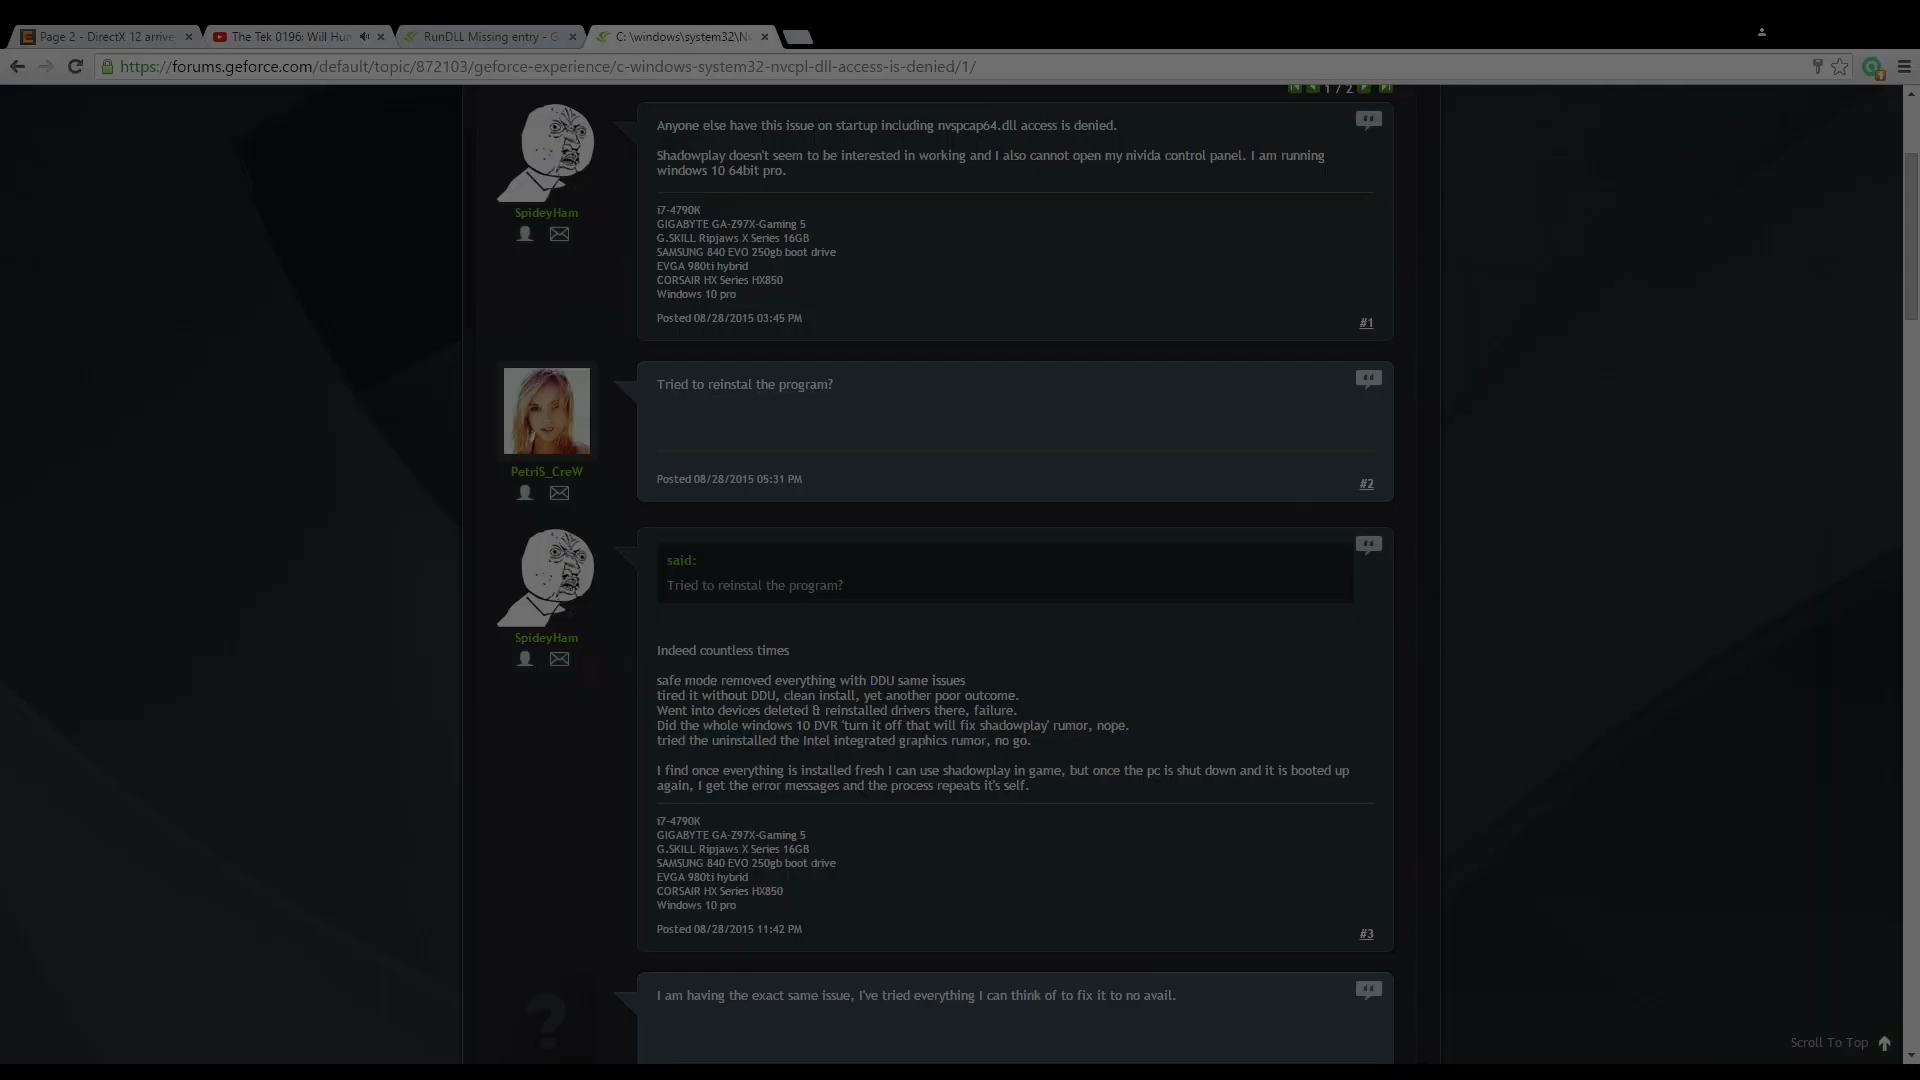 Page 2 - DirectX 12 arrive
The Tek 0196: Will Hun
RunDLL Missing entry - G
C:\windows\system32\Nv
https://forums.geforce.com/default/topic/872103/geforce-experience/c-windows-system32-nvcpl-dll-access-is-denied/1/
1 / 2
Anyone else have this issue on startup including nvspcap64.dll access is denied.
Shadowplay doesn't seem to be interested in working and I also cannot open my nivida control panel. I am running
windows 10 64bit pro.
SpideyHam
i7-4790K
GIGABYTE GA-Z97X-Gaming 5
G.SKILL Ripjaws X Series 16GB
SAMSUNG 840 EVO 250gb boot drive
EVGA 980ti hybrid
CORSAIR HX Series HX850
Windows 10 pro
Posted 08/28/2015 03:45 PM
#1
Tried to reinstal the program?
PetriS_CreW
Posted 08/28/2015 05:31 PM
#2
said:
Tried to reinstal the program?
SpideyHam
Indeed countless times
safe mode removed everything with DDU same issues
tired it without DDU, clean install, yet another poor outcome.
Went into devices deleted & reinstalled drivers there, failure.
Did the whole windows 10 DVR 'turn it off that will fix shadowplay' rumor, nope.
tried the uninstalled the Intel integrated graphics rumor, no go.
I find once everything is installed fresh I can use shadowplay in game, but once the pc is shut down and it is booted up
again, I get the error messages and the process repeats it's self.
i7-4790K
GIGABYTE GA-Z97X-Gaming 5
G.SKILL Ripjaws X Series 16GB
SAMSUNG 840 EVO 250gb boot drive
EVGA 980ti hybrid
CORSAIR HX Series HX850
Windows 10 pro
Posted 08/28/2015 11:42 PM
#3
I am having the exact same issue, I've tried everything I can think of to fix it to no avail.
Scroll To Top